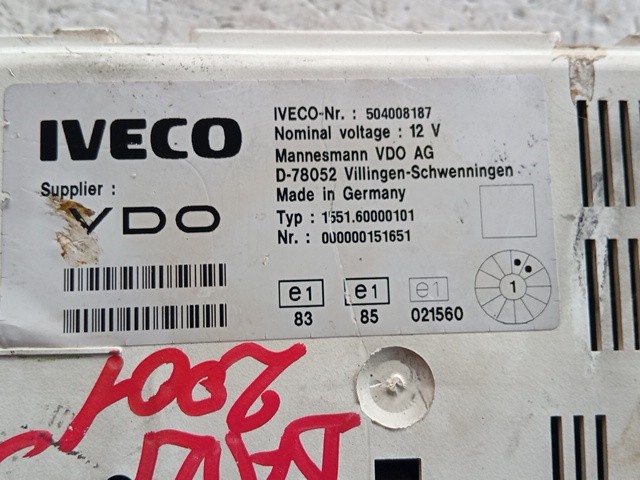 IVECO
Supplier :
VDO
IVECO-Nr. : 504008187
Nominal voltage : 12 V
Mannesmann VDO AG
D-78052 Villingen-Schwenningen
Made in Germany
Typ : 1551.60000101
Nr. : 000000151651
e1 e1 e1
83 85 021560
1
2001